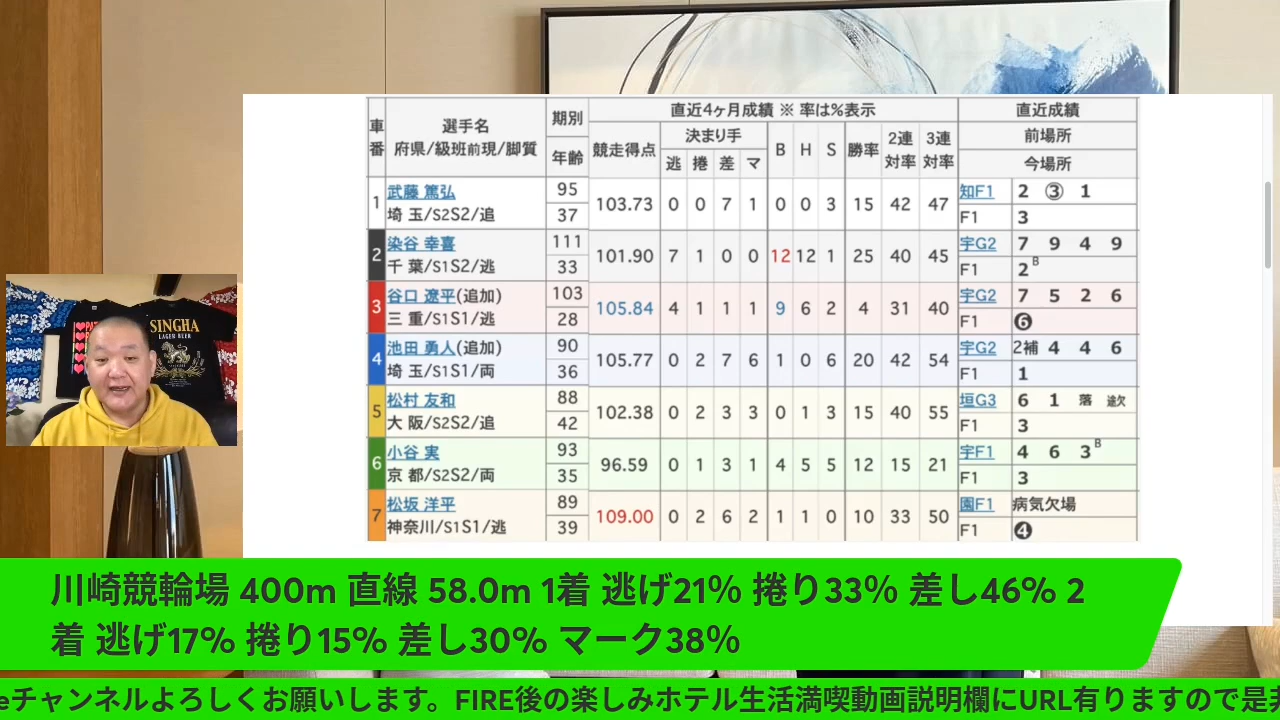 車番 選手名 府県/級班前現/脚質 期別 年齢 競走得点 直近4ヶ月成績 ※ 率は%表示 直近成績
決まり手 B H S 勝率 2連対率 3連対率 前場所
逃 捲 差 マ 今場所
1 武藤 篤弘 95 103.73 0 0 7 1 0 0 3 15 42 47 知F1 2 ③ 1
埼 玉/S2S2/追 37 F1 3
2 染谷 幸喜 111 101.90 7 1 0 0 12 12 1 25 40 45 宇G2 7 9 4 9
千 葉/S1S2/逃 33 F1 2B
3 谷口 遼平(追加) 103 105.84 4 1 1 1 9 6 2 4 31 40 宇G2 7 5 2 6
三 重/S1S1/逃 28 F1 ❻
4 池田 勇人(追加) 90 105.77 0 2 7 6 1 0 6 20 42 54 宇G2 2補 4 4 6
埼 玉/S1S1/両 36 F1 1
5 松村 友和 88 102.38 0 2 3 3 0 1 3 15 40 55 垣G3 6 1 落 途欠
大 阪/S2S2/追 42 F1 3
6 小谷 実 93 96.59 0 1 3 1 4 5 5 12 15 21 宇F1 4 6 3B
京 都/S2S2/両 35 F1 3
7 松坂 洋平 89 109.00 0 2 6 2 1 1 0 10 33 50 園F1 病気欠場
神奈川/S1S1/逃 39 F1 ❹
SINGHA
LAGER BEER
川崎競輪場 400m 直線 58.0m 1着 逃げ21% 捲り33% 差し46% 2
着 逃げ17% 捲り15% 差し30% マーク38%
eチャンネルよろしくお願いします。FIRE後の楽しみホテル生活満喫動画説明欄にURL有りますので是非